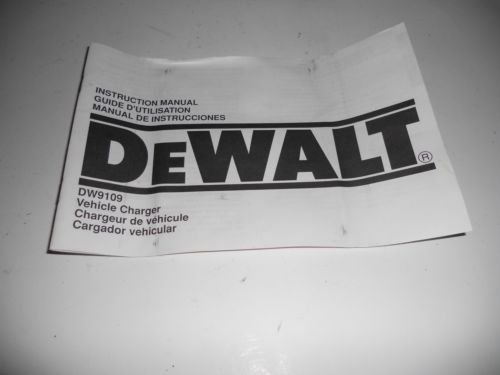 INSTRUCTION MANUAL
GUIDE D'UTILISATION
MANUAL DE INSTRUCCIONES
DEWALT®
DW9109
Vehicle Charger
Chargeur de véhicule
Cargador vehicular